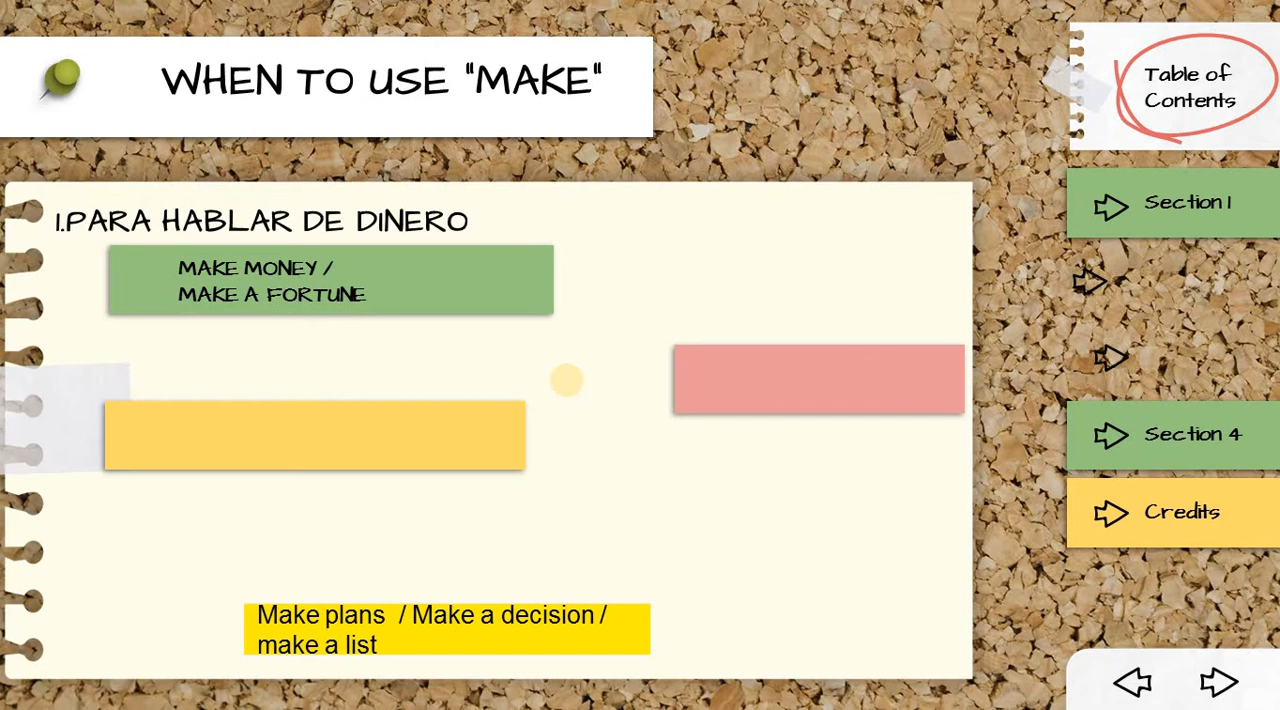 WHEN TO USE "MAKE"
1.PARA HABLAR DE DINERO
MAKE MONEY /
MAKE A FORTUNE
Make plans / Make a decision /
make a list
Table of
Contents
Section 1
Section 4
Credits